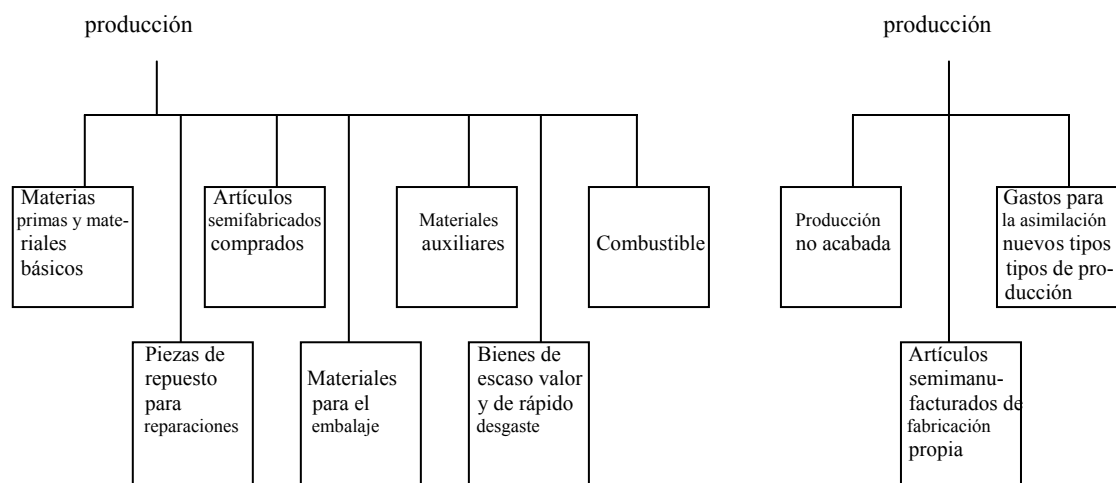 producción
producción
Materias
primas y mate-
riales
básicos
Artículos
semifabricados
comprados
Materiales
auxiliares
Combustible
Producción
no acabada
Gastos para
la asimilación
nuevos tipos
tipos de pro-
ducción
Piezas de
repuesto
para
reparaciones
Materiales
para el
embalaje
Bienes de
escaso valor
y de rápido
desgaste
Artículos
semimanu-
facturados de
fabricación
propia